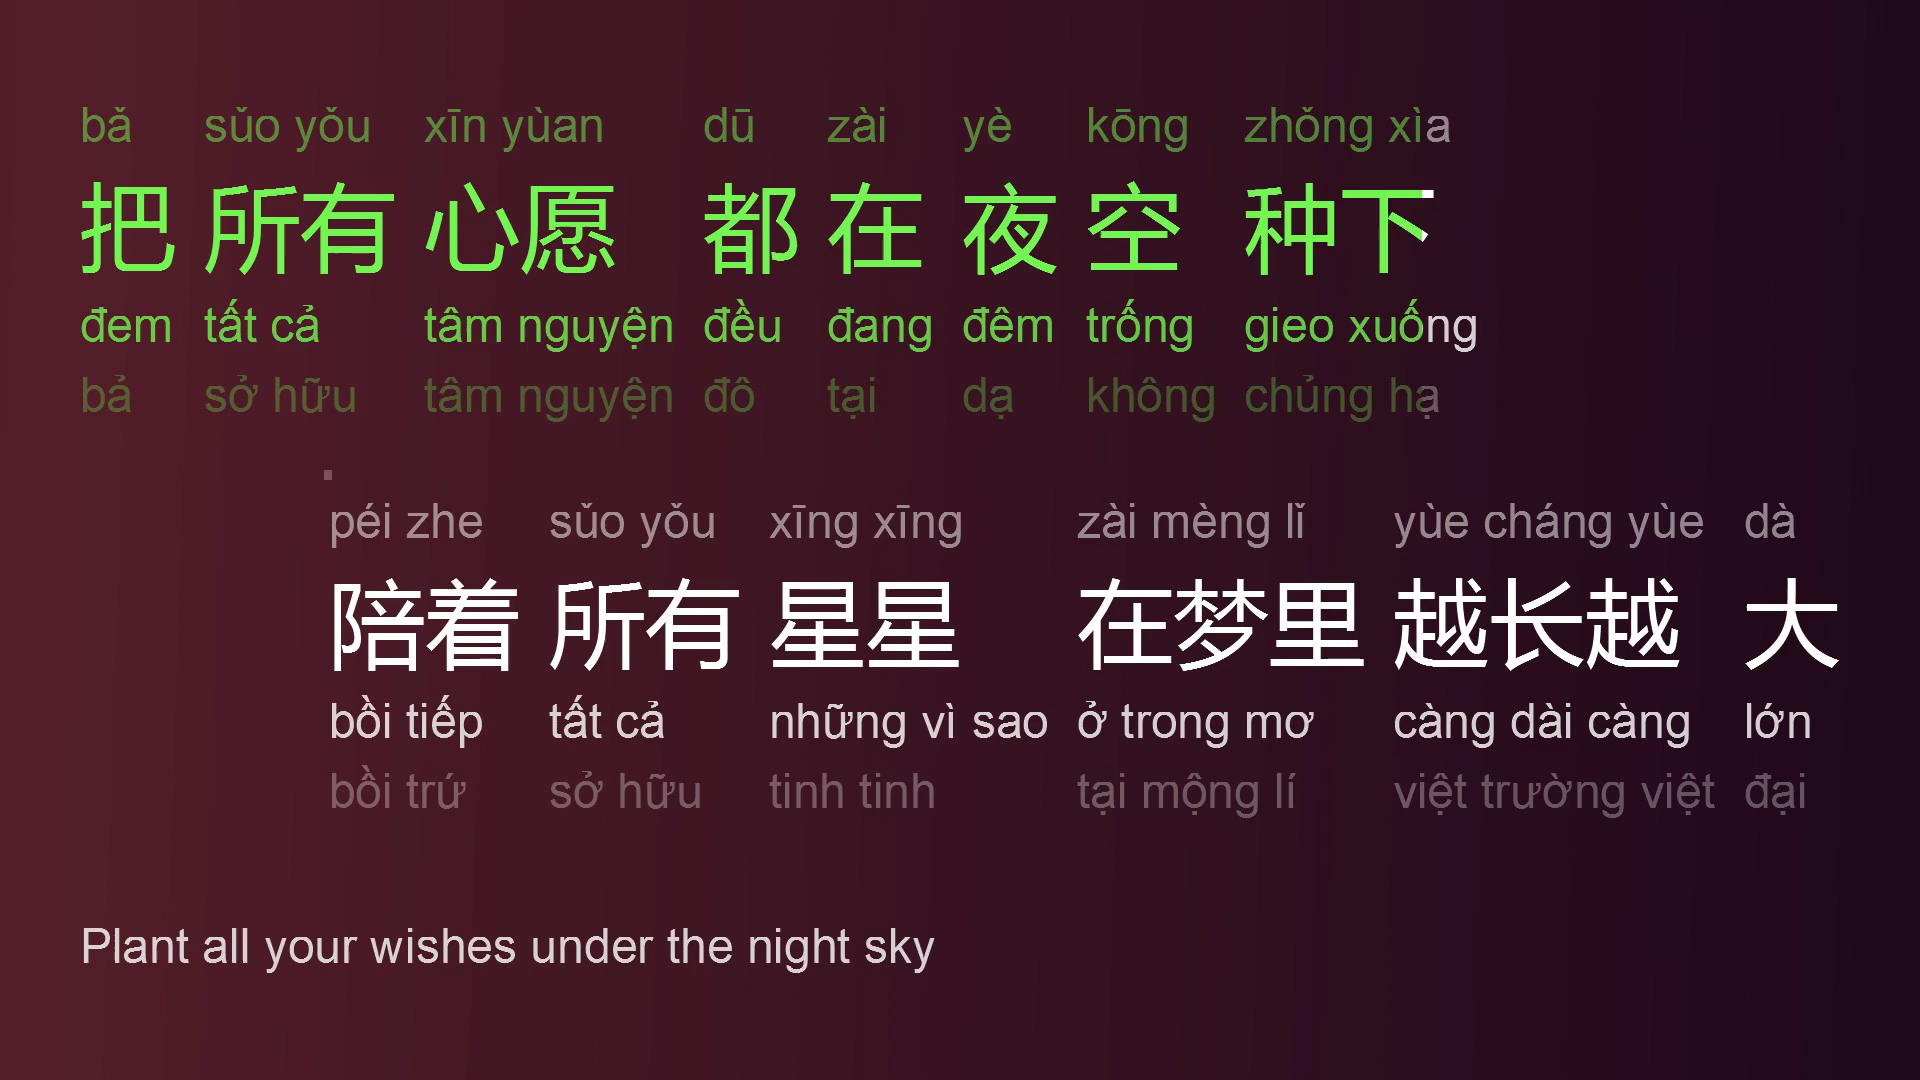 bǎ sǔo yǒu xīn yùan dū zài yè kōng zhǒng xìa
把 所有 心愿 都 在 夜 空 种下
đem tất cả tâm nguyện đều đang đêm trống gieo xuống
bả sở hữu tâm nguyện đô tại dạ không chủng hạ
péi zhe sǔo yǒu xīng xīng zài mèng lǐ yùe cháng yùe dà
陪着 所有 星星 在梦里 越长越 大
bồi tiếp tất cả những vì sao ở trong mơ càng dài càng lớn
bồi trứ sở hữu tinh tinh tại mộng lí việt trường việt đại
Plant all your wishes under the night sky